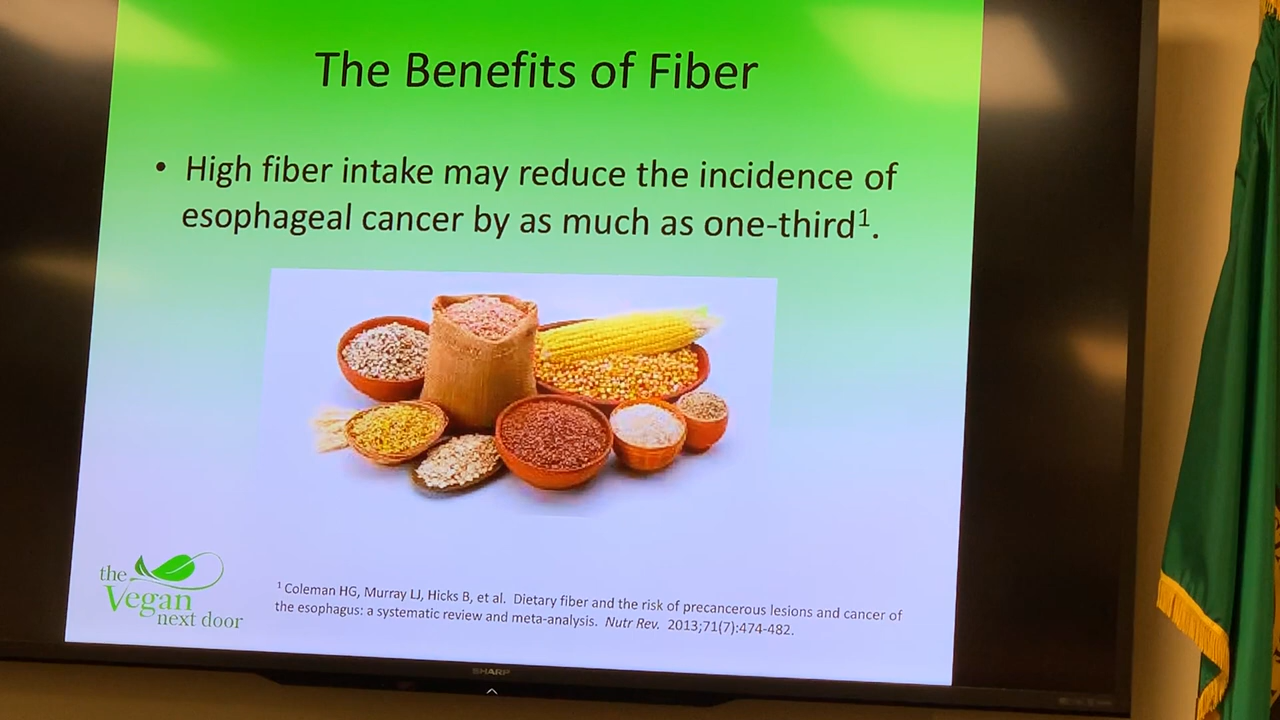 The Benefits of Fiber
• High fiber intake may reduce the incidence of
esophageal cancer by as much as one-third¹.
the
Vegan
next door
¹ Coleman HG, Murray LJ, Hicks B, et al. Dietary fiber and the risk of precancerous lesions and cancer of
the esophagus: a systematic review and meta-analysis. Nutr Rev. 2013;71(7):474-482.
SHARP